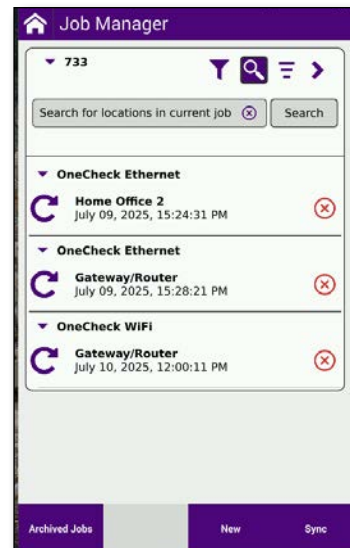 Job Manager
733
Search for locations in current job
Search
OneCheck Ethernet
Home Office 2
July 09, 2025, 15:24:31 PM
OneCheck Ethernet
Gateway/Router
July 09, 2025, 15:28:21 PM
OneCheck WiFi
Gateway/Router
July 10, 2025, 12:00:11 PM
Archived Jobs
New
Sync